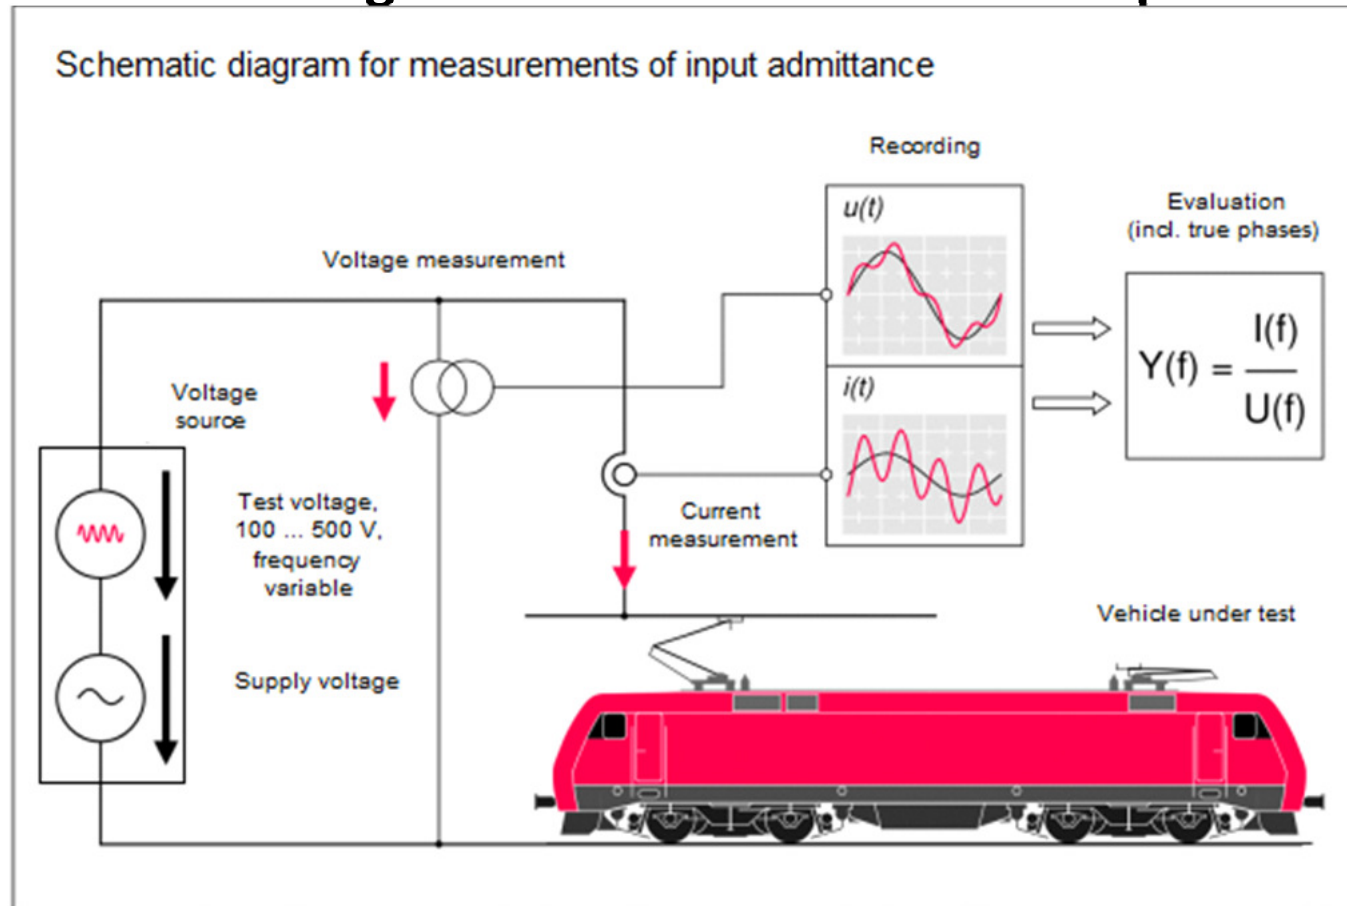 Schematic diagram for measurements of input admittance
Recording
u(t)
Evaluation
(incl. true phases)
Voltage measurement
I(f)
Y(f) =
U(f)
i(t)
Voltage
source
Test voltage,
100 ... 500 V,
frequency
variable
Current
measurement
Vehicle under test
Supply voltage